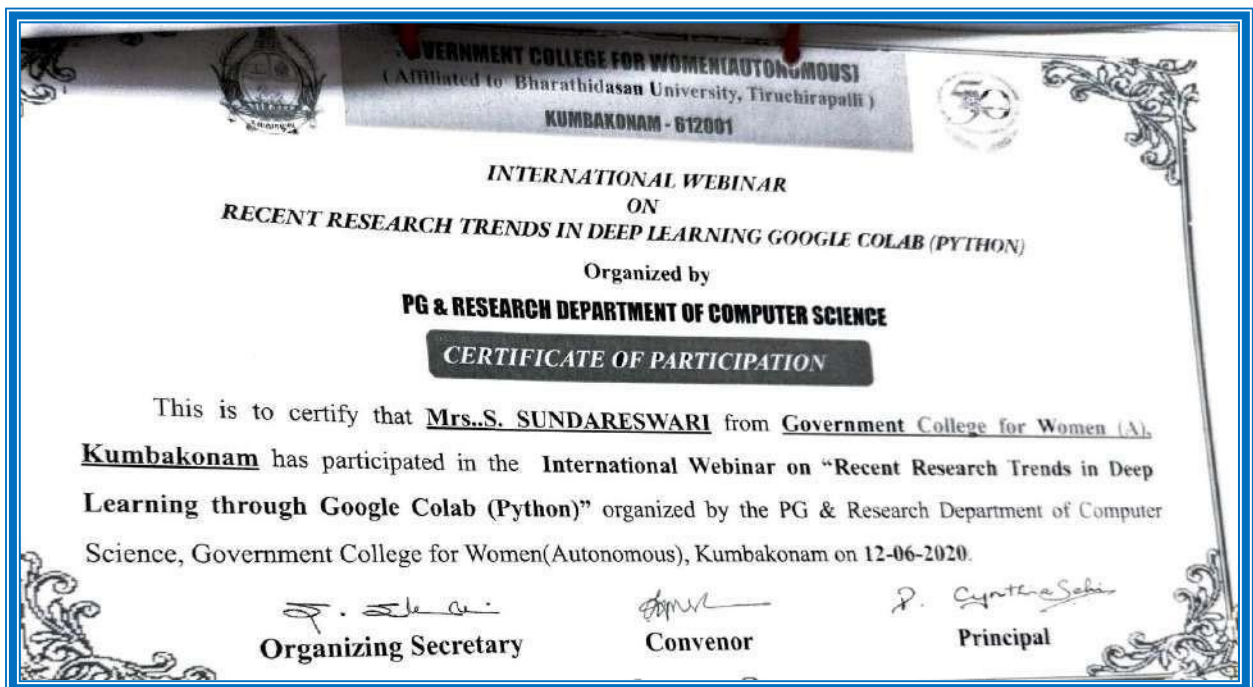 GOVERNMENT COLLEGE FOR WOMEN(AUTONOMOUS)
(Affiliated to Bharathidasan University, Tiruchirapalli)
KUMBAKONAM - 612001
50
INTERNATIONAL WEBINAR
ON
RECENT RESEARCH TRENDS IN DEEP LEARNING GOOGLE COLAB (PYTHON)
Organized by
PG & RESEARCH DEPARTMENT OF COMPUTER SCIENCE
CERTIFICATE OF PARTICIPATION
This is to certify that Mrs..S. SUNDARESWARI from Government College for Women (A),
Kumbakonam has participated in the International Webinar on “Recent Research Trends in Deep
Learning through Google Colab (Python)” organized by the PG & Research Department of Computer
Science, Government College for Women(Autonomous), Kumbakonam on 12-06-2020.
P. Cynthia
Organizing Secretary Convenor Principal